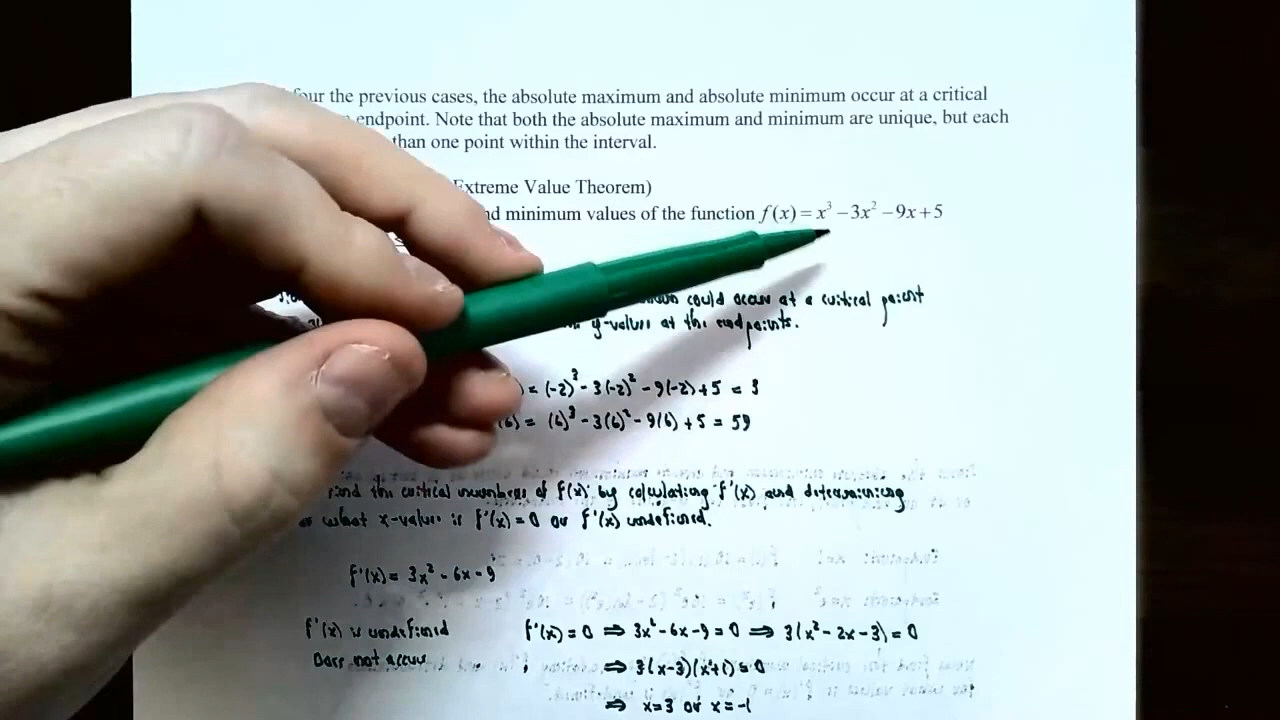 four the previous cases, the absolute maximum and absolute minimum occur at a critical
endpoint. Note that both the absolute maximum and minimum are unique, but each
than one point within the interval.
Extreme Value Theorem)
minimum values of the function f(x) = x³ − 3x² − 9x + 5
could occur at a critical point
y-values at the endpoints.
) = (-2)³ - 3(-2)² - 9(-2) + 5 = 3
(6) = (6)³ - 3(6)² - 9(6) + 5 = 59
Find the critical numbers of f(x) by calculating f'(x) and determining
what x-values is f'(x) = 0 or f'(x) undefined.
f'(x) = 3x² - 6x - 9
f'(x) is undefined f'(x) = 0 ⇒ 3x² - 6x - 9 = 0 ⇒ 3(x² - 2x - 3) = 0
Does not occur ⇒ 3(x-3)(x+1) = 0
⇒ x = 3 or x = -1